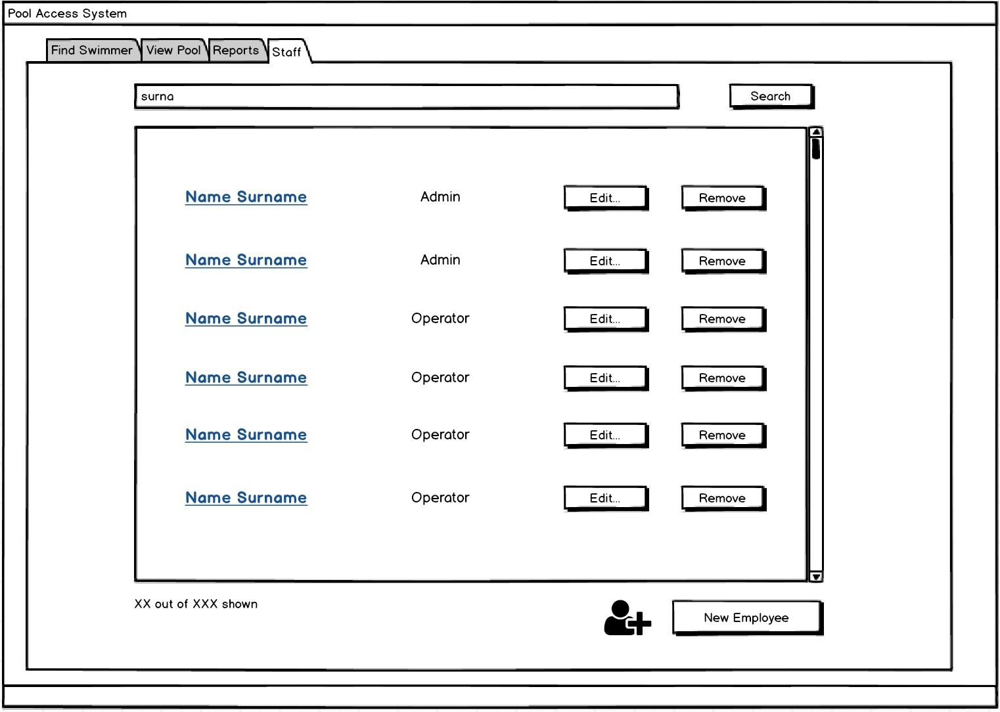 Pool Access System
Find Swimmer View Pool Reports Staff
surna Search
Name Surname Admin Edit... Remove
Name Surname Admin Edit... Remove
Name Surname Operator Edit... Remove
Name Surname Operator Edit... Remove
Name Surname Operator Edit... Remove
Name Surname Operator Edit... Remove
XX out of XXX shown
New Employee